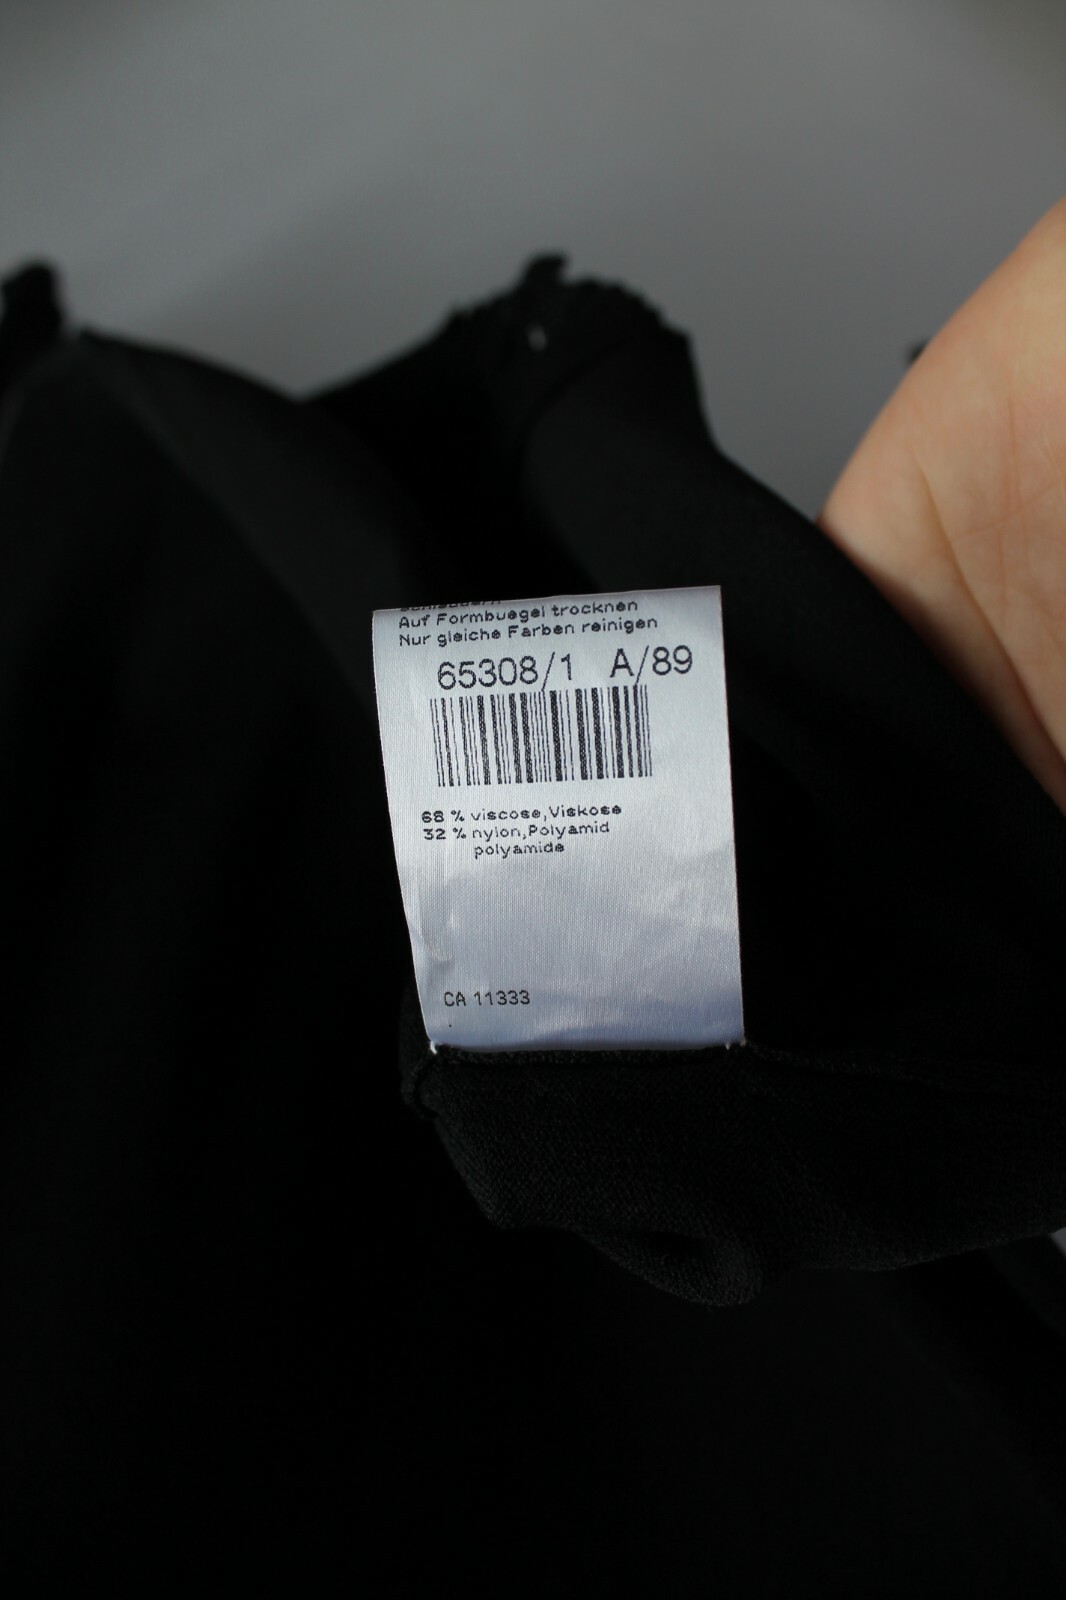 Auf Formbuegel trocknen
Nur gleiche Farben reinigen
65308/1 A/89
68 % viscose,Viskose
32 % nylon,Polyamid
polyamide
CA 11333